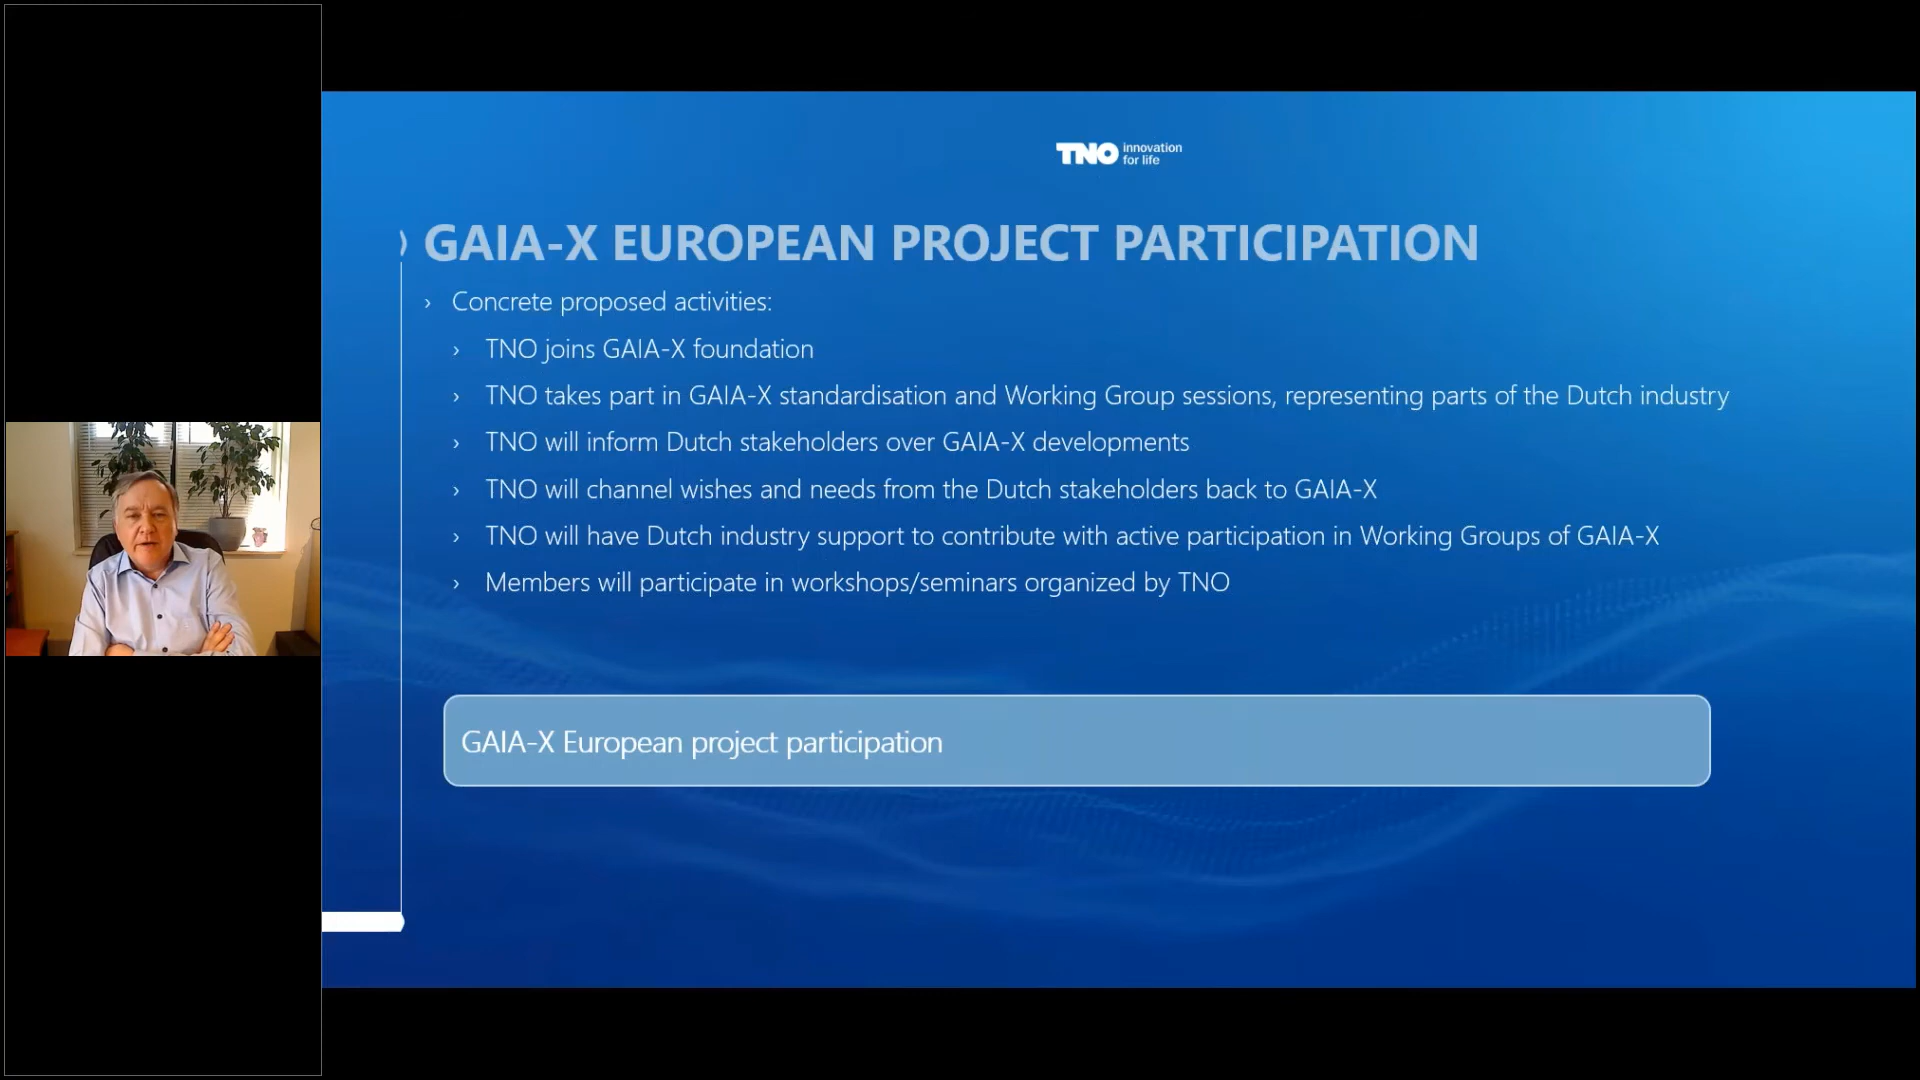 TNO innovation
for life
GAIA-X EUROPEAN PROJECT PARTICIPATION
› Concrete proposed activities:
› TNO joins GAIA-X foundation
› TNO takes part in GAIA-X standardisation and Working Group sessions, representing parts of the Dutch industry
› TNO will inform Dutch stakeholders over GAIA-X developments
› TNO will channel wishes and needs from the Dutch stakeholders back to GAIA-X
› TNO will have Dutch industry support to contribute with active participation in Working Groups of GAIA-X
› Members will participate in workshops/seminars organized by TNO
GAIA-X European project participation